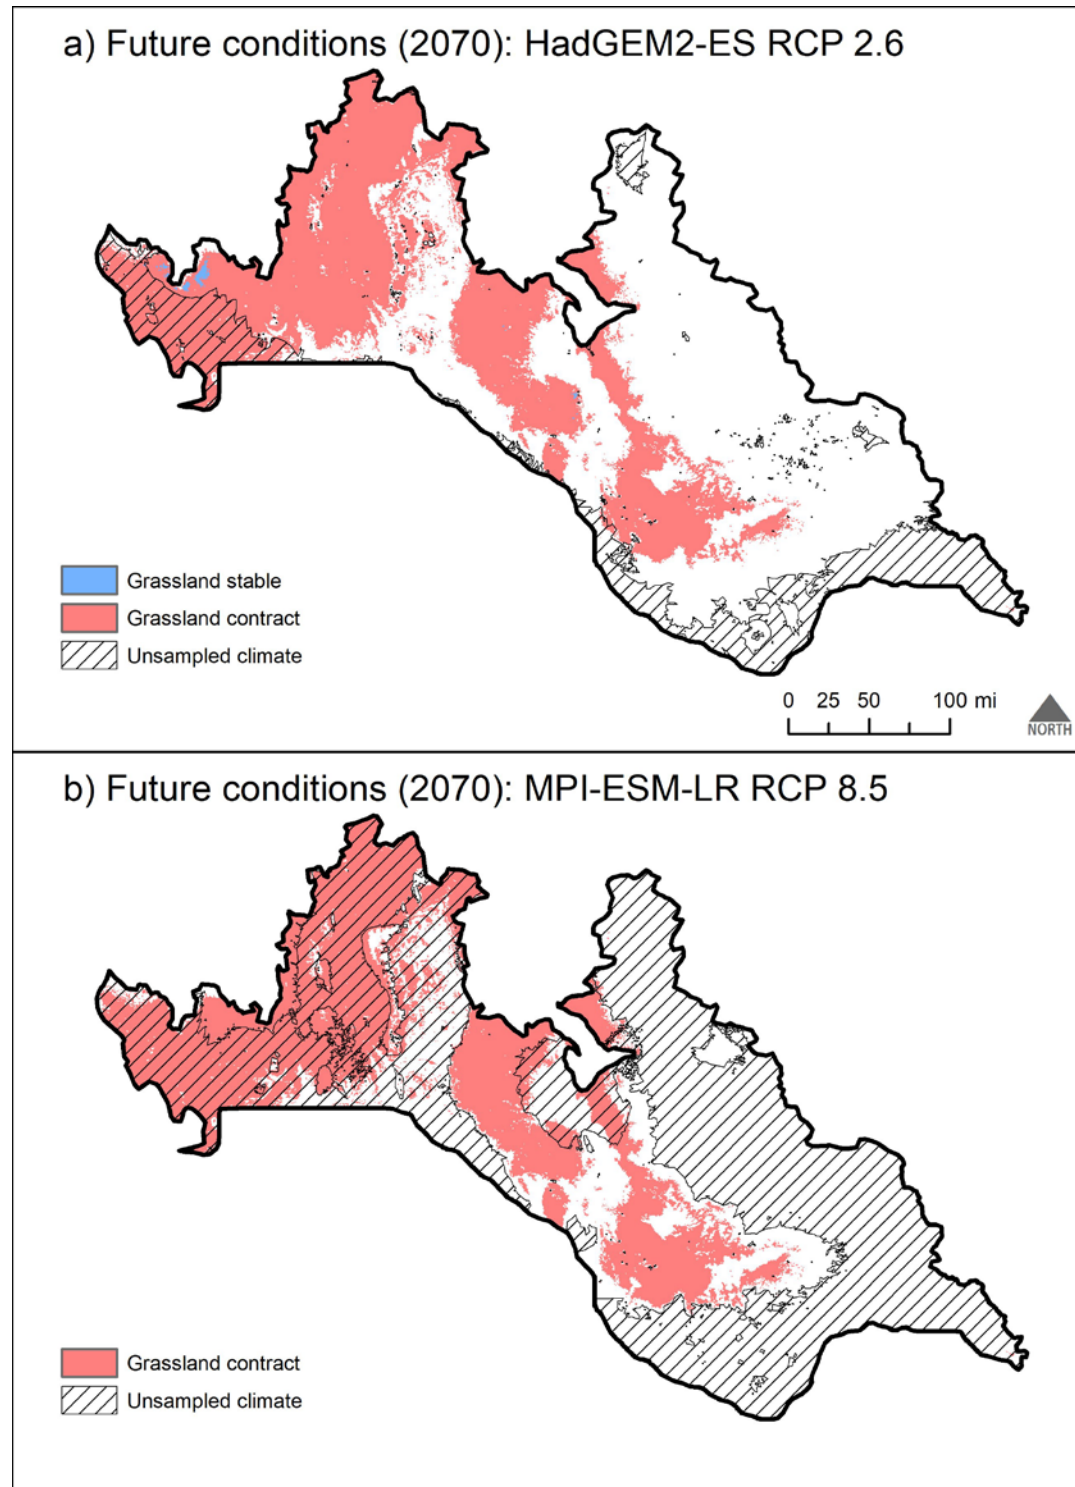 a) Future conditions (2070): HadGEM2-ES RCP 2.6
Grassland stable
Grassland contract
Unsampled climate
0 25 50 100 mi
NORTH
b) Future conditions (2070): MPI-ESM-LR RCP 8.5
Grassland contract
Unsampled climate